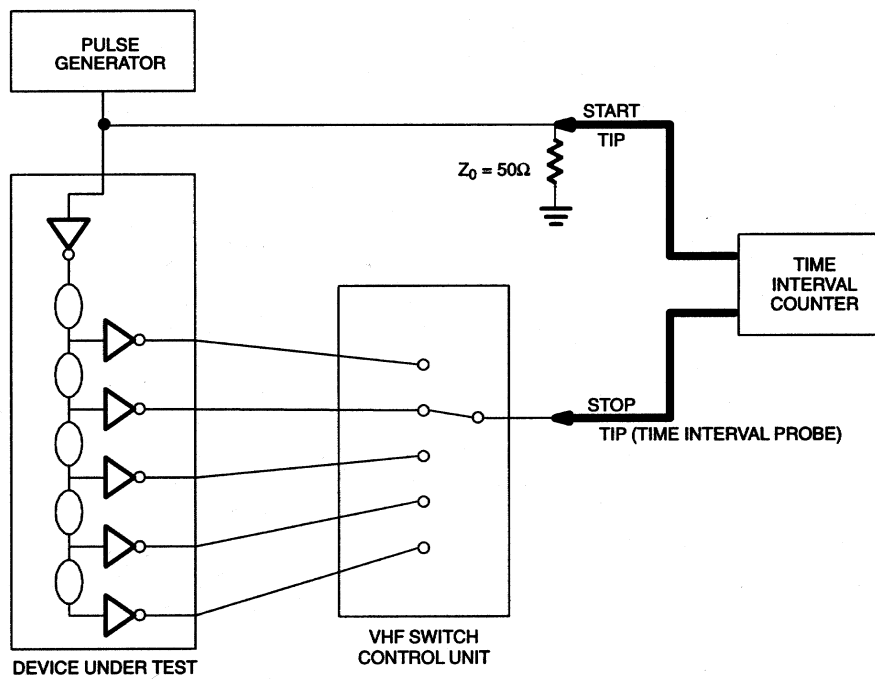 PULSE
GENERATOR
START
TIP
Z0 = 50Ω
TIME
INTERVAL
COUNTER
STOP
TIP (TIME INTERVAL PROBE)
VHF SWITCH
CONTROL UNIT
DEVICE UNDER TEST